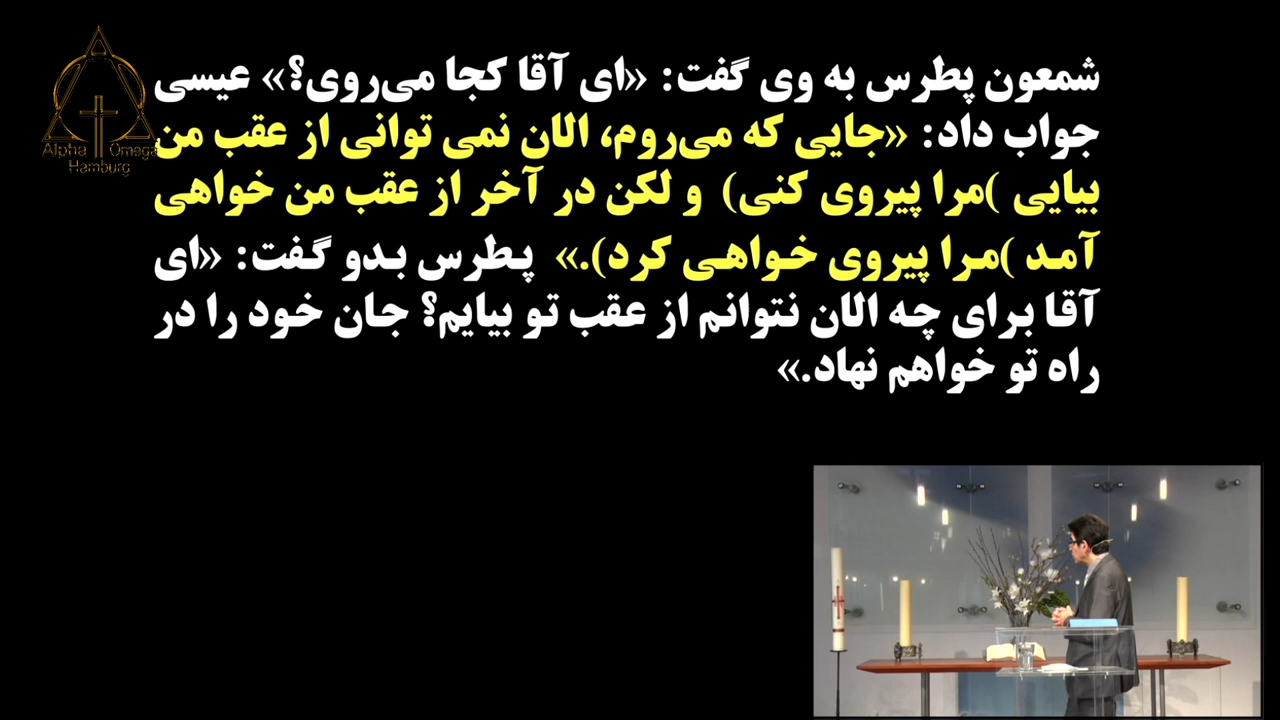 شمعون پطرس به وی گفت: «ای آقا کجا می‌روی؟» عیسی
جواب داد: «جایی که می‌روم، الان نمی توانی از عقب من
بیایی )مرا پیروی کنی) و لکن در آخر از عقب من خواهی
آمد )مرا پیروی خواهی کرد).» پطرس بدو گفت: «ای
آقا برای چه الان نتوانم از عقب تو بیایم؟ جان خود را در
راه تو خواهم نهاد.»
Alpha Omega
Hamburg